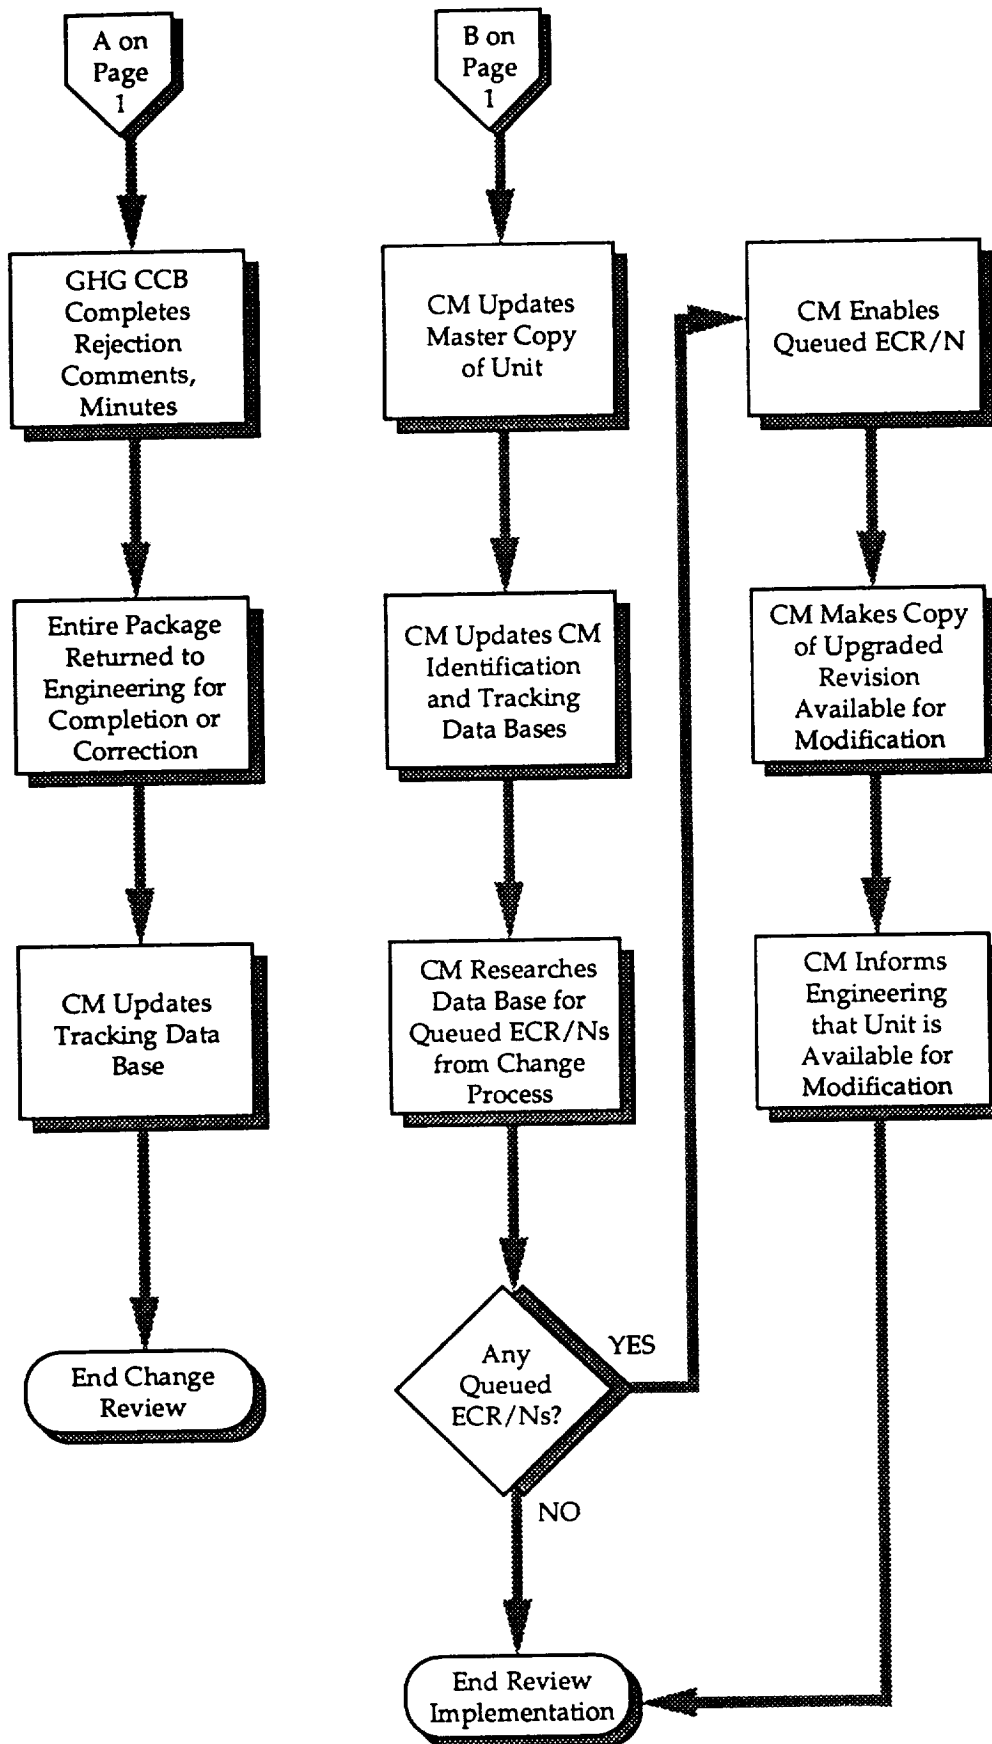 A on
Page
1
GHG CCB
Completes
Rejection
Comments,
Minutes
Entire Package
Returned to
Engineering for
Completion or
Correction
CM Updates
Tracking Data
Base
End Change
Review
B on
Page
1
CM Updates
Master Copy
of Unit
CM Updates CM
Identification
and Tracking
Data Bases
CM Researches
Data Base for
Queued ECR/Ns
from Change
Process
Any
Queued
ECR/Ns?
YES
NO
End Review
Implementation
CM Enables
Queued ECR/N
CM Makes Copy
of Upgraded
Revision
Available for
Modification
CM Informs
Engineering
that Unit is
Available for
Modification